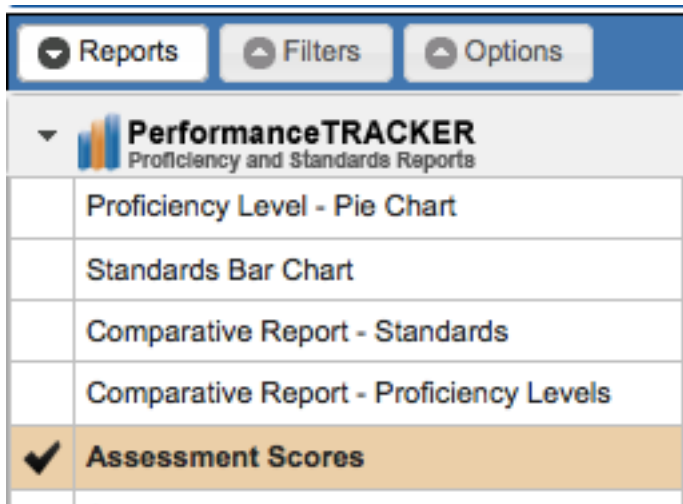 Reports Filters Options
PerformanceTRACKER
Proficiency and Standards Reports
Proficiency Level - Pie Chart
Standards Bar Chart
Comparative Report - Standards
Comparative Report - Proficiency Levels
Assessment Scores